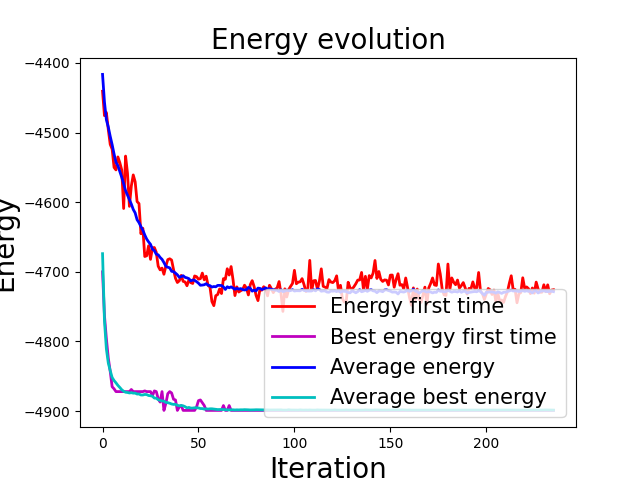 Energy evolution
Energy
−4400
−4500
−4600
−4700
−4800
−4900
0
50
100
150
200
Iteration
Energy first time
Best energy first time
Average energy
Average best energy